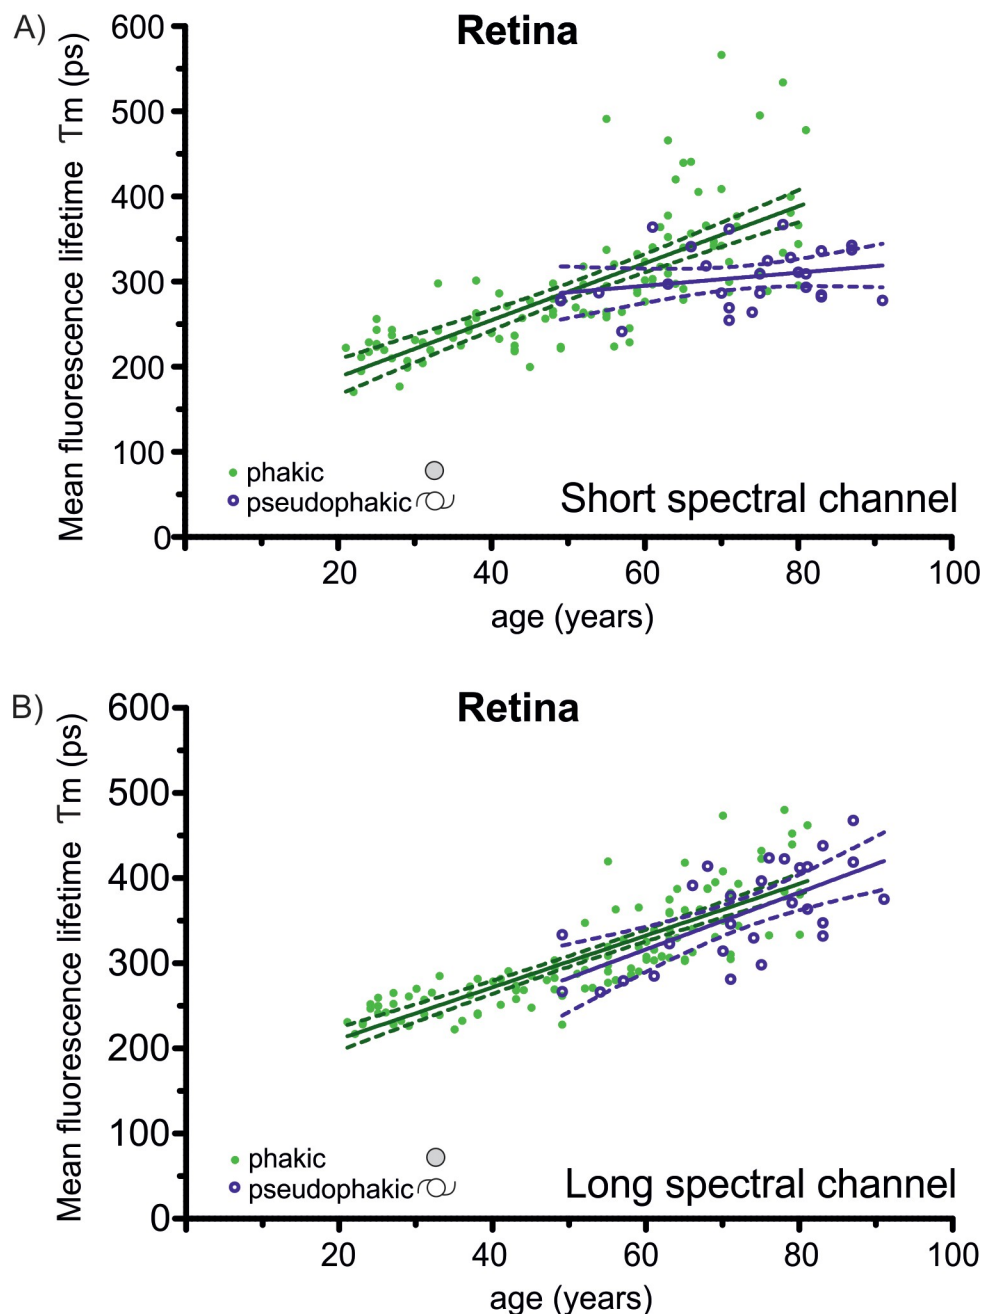 A)
Retina
Mean fluorescence lifetime Tm (ps)
600
500
400
300
200
100
0
phakic
pseudophakic
Short spectral channel
20 40 60 80 100
age (years)
B)
Retina
Mean fluorescence lifetime Tm (ps)
600
500
400
300
200
100
0
phakic
pseudophakic
Long spectral channel
20 40 60 80 100
age (years)